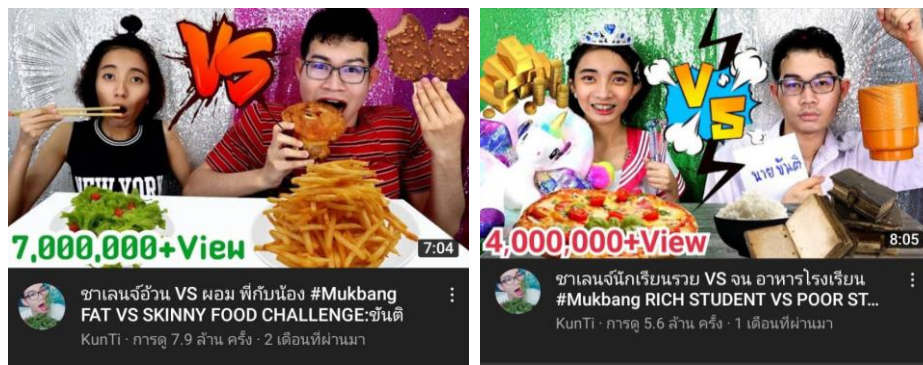 VS
NEW YORK
7,000,000+View
7:04
ชาเลนจ์อ้วน VS ผอม พี่กับน้อง #Mukbang
FAT VS SKINNY FOOD CHALLENGE:ขันติ
KunTi · การดู 7.9 ล้าน ครั้ง · 2 เดือนที่ผ่านมา
VS
นายขันติ
4,000,000+View
8:05
ชาเลนจ์นักเรียนรวย VS จน อาหารโรงเรียน
#Mukbang RICH STUDENT VS POOR ST...
KunTi · การดู 5.6 ล้าน ครั้ง · 1 เดือนที่ผ่านมา